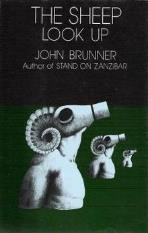 THE SHEEP
LOOK UP
JOHN BRUNNER
Author of STAND ON ZANZIBAR